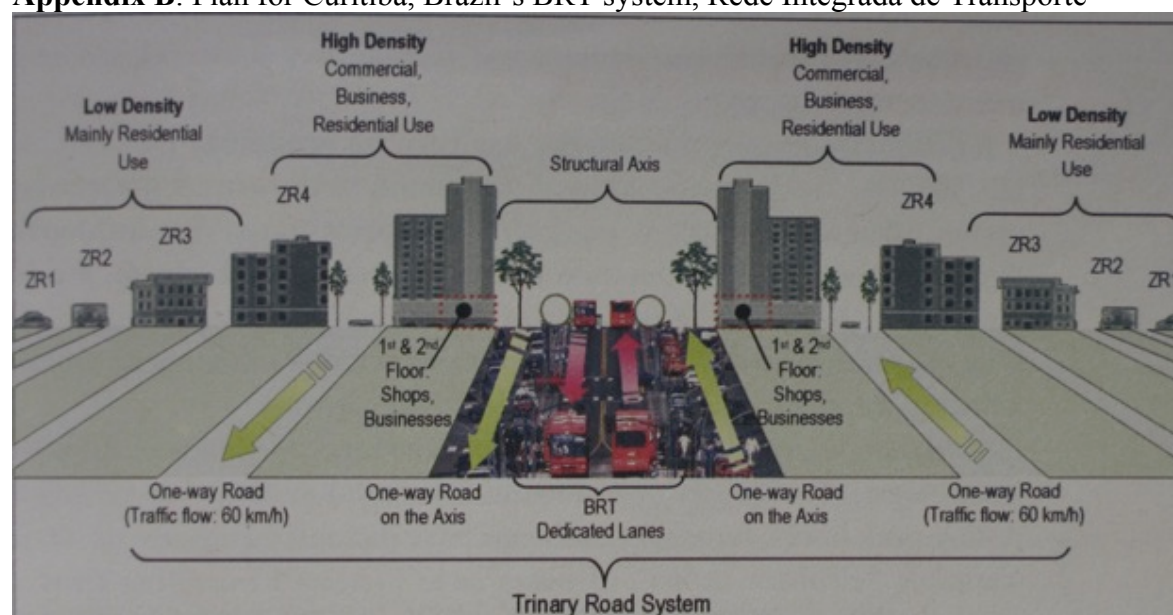 Appendix B: Plan for Curitiba, Brazil's BRT system, Rede Integrada de Transporte
High Density
Commercial,
Business,
Residential Use
High Density
Commercial,
Business,
Residential Use
Low Density
Mainly Residential
Use
Low Density
Mainly Residential
Use
Structural Axis
ZR4
ZR4
ZR3
ZR2
ZR1
ZR3
ZR2
ZR
1st & 2nd
Floor:
Shops,
Businesses
1st & 2nd
Floor:
Shops,
Businesses
One-way Road
(Traffic flow: 60 km/h)
One-way Road
on the Axis
BRT
Dedicated Lanes
One-way Road
on the Axis
One-way Road
(Traffic flow: 60 km/h)
Trinary Road System